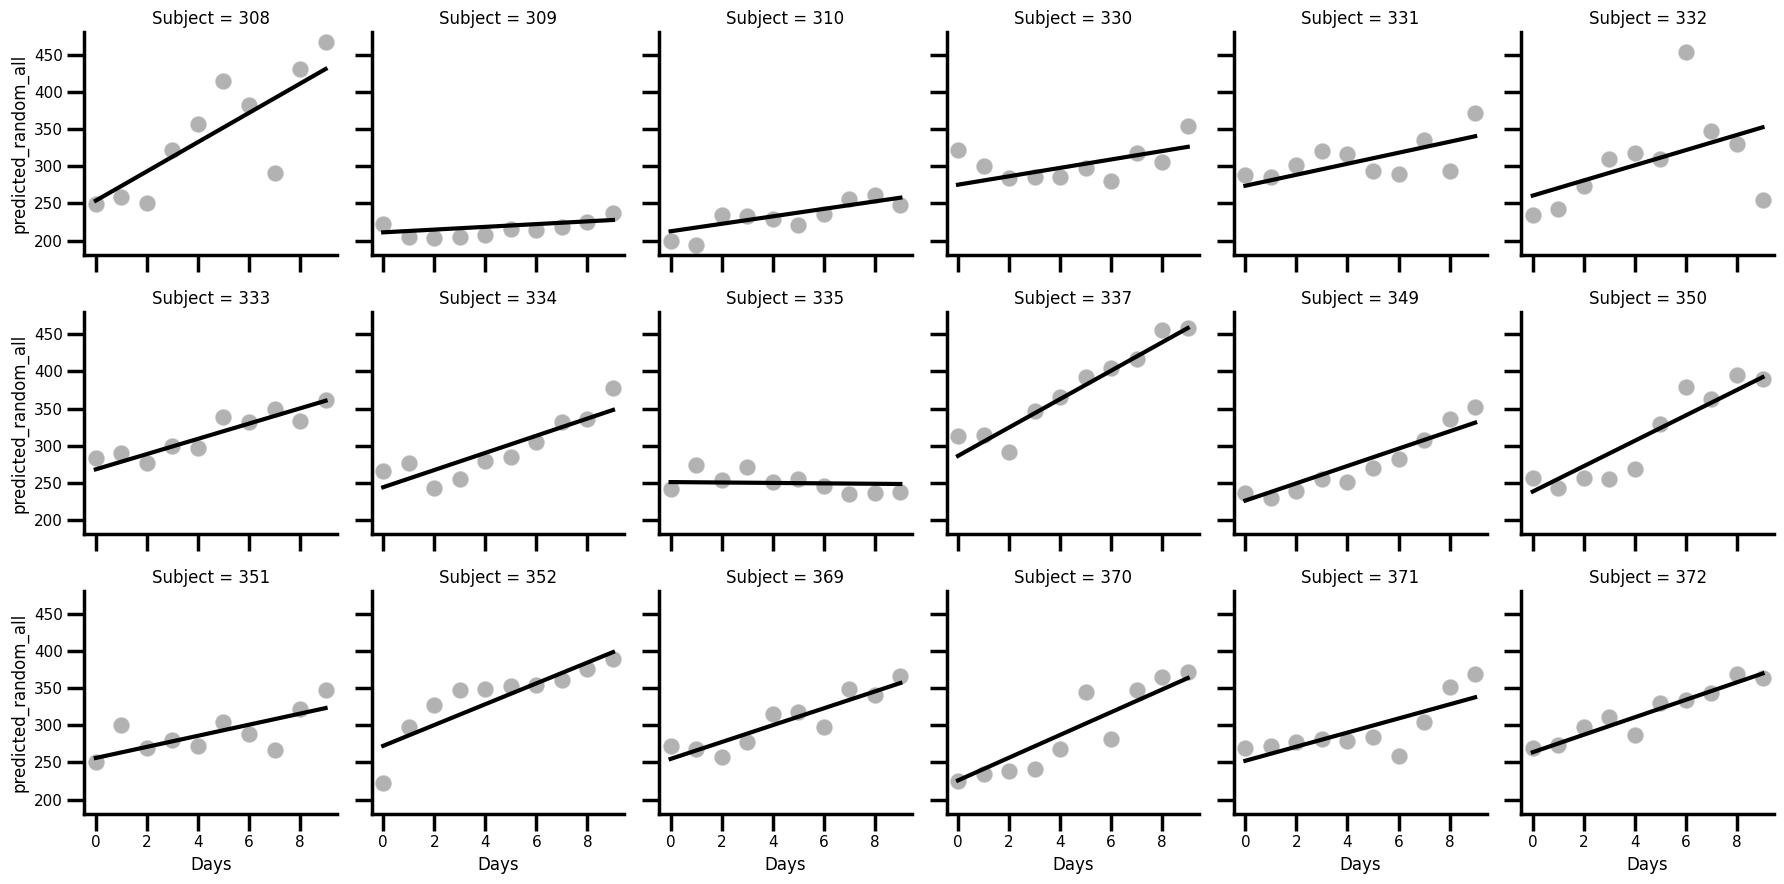 Subject = 308 Subject = 309 Subject = 310 Subject = 330 Subject = 331 Subject = 332
predicted_random_all
450
400
350
300
250
200
Subject = 333 Subject = 334 Subject = 335 Subject = 337 Subject = 349 Subject = 350
predicted_random_all
450
400
350
300
250
200
Subject = 351 Subject = 352 Subject = 369 Subject = 370 Subject = 371 Subject = 372
predicted_random_all
450
400
350
300
250
200
0 2 4 6 8 0 2 4 6 8 0 2 4 6 8 0 2 4 6 8 0 2 4 6 8 0 2 4 6 8
Days Days Days Days Days Days